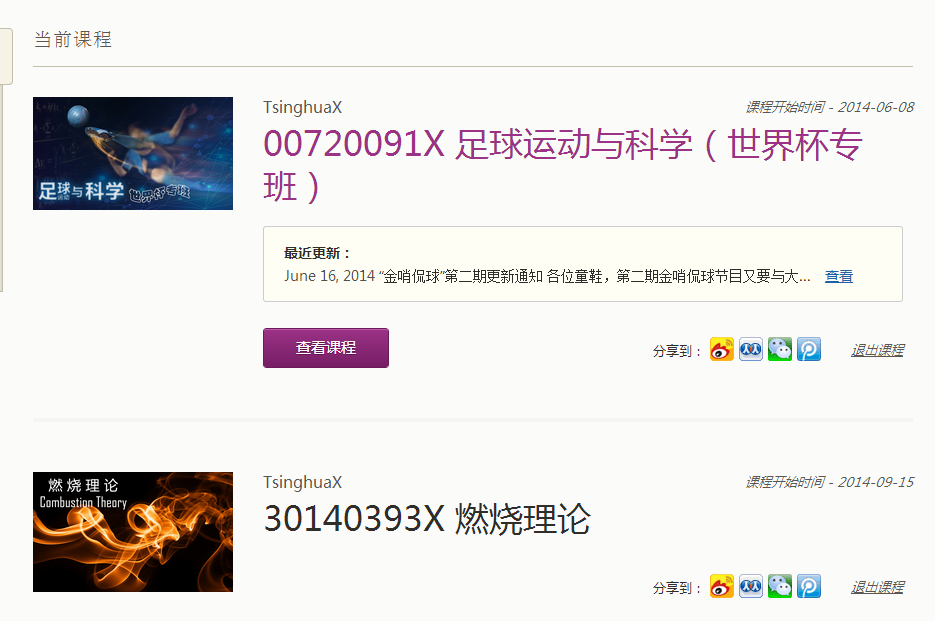 当前课程
TsinghuaX
课程开始时间 - 2014-06-08
00720091X 足球运动与科学（世界杯专
班）
足球运动与科学 世界杯专班
最近更新：
June 16, 2014 “金哨侃球”第二期更新通知 各位童鞋，第二期金哨侃球节目又要与大... 查看
查看课程
分享到：
退出课程
燃烧理论
Combustion Theory
TsinghuaX
课程开始时间 - 2014-09-15
30140393X 燃烧理论
分享到：
退出课程